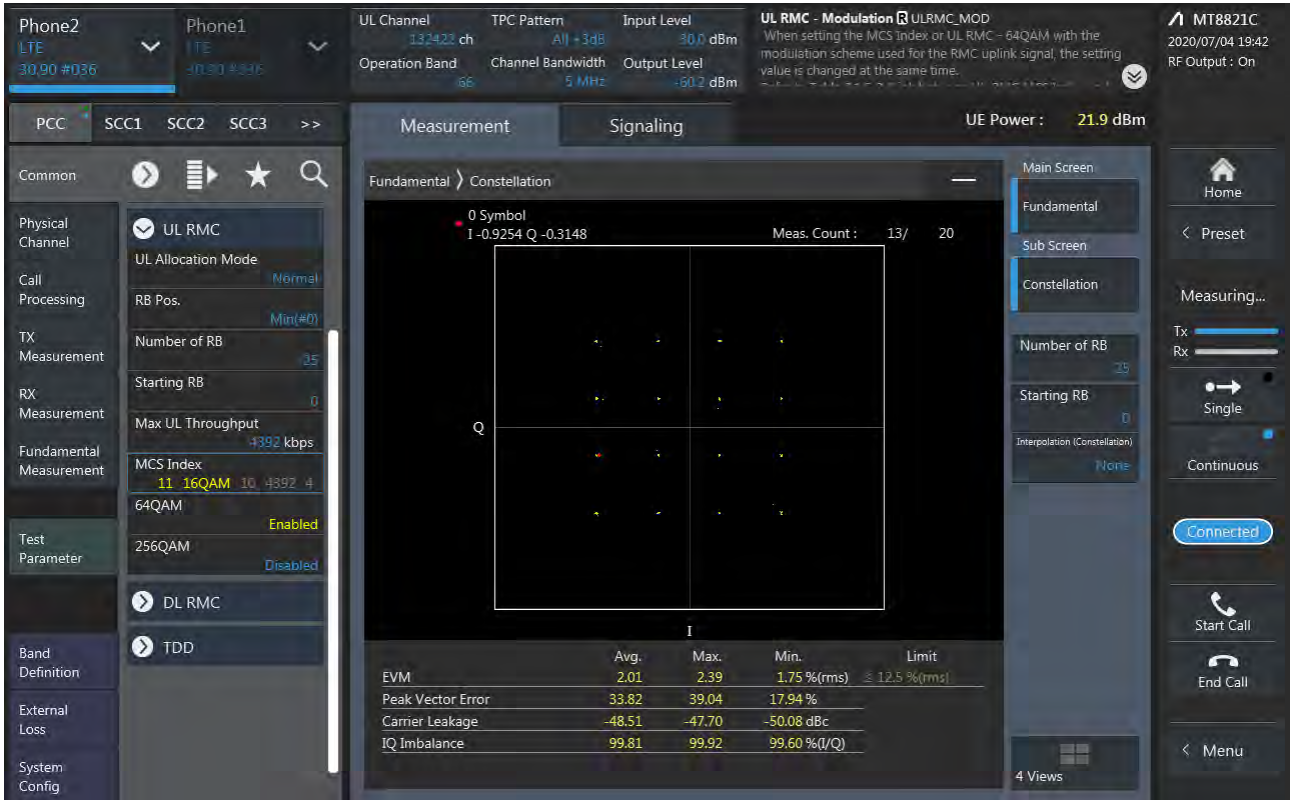 Phone2
LTE
30.90 #036
Phone1
LTE
UL Channel
132422 ch
TPC Pattern
All +3dB
Input Level
30.0 dBm
Operation Band
66
Channel Bandwidth
5 MHz
Output Level
-60.2 dBm
UL RMC - Modulation R ULRMC_MOD
When setting the MCS Index or UL RMC - 64QAM with the
modulation scheme used for the RMC uplink signal, the setting
value is changed at the same time.
MT8821C
2020/07/04 19:42
RF Output : On
PCC SCC1 SCC2 SCC3 >>
Measurement
Signaling
UE Power : 21.9 dBm
Common
Physical
Channel
Call
Processing
TX
Measurement
RX
Measurement
Fundamental
Measurement
Test
Parameter
Band
Definition
External
Loss
System
Config
UL RMC
UL Allocation Mode
Normal
RB Pos.
Min(#0)
Number of RB
25
Starting RB
0
Max UL Throughput
4392 kbps
MCS Index
11 16QAM 10 4392 4
64QAM
Enabled
256QAM
Disabled
DL RMC
TDD
Fundamental 〉 Constellation
0 Symbol
I -0.9254 Q -0.3148
Meas. Count : 13/ 20
Q
I
Avg. Max. Min. Limit
EVM 2.01 2.39 1.75 %(rms) ≦ 12.5 %(rms)
Peak Vector Error 33.82 39.04 17.94 %
Carrier Leakage -48.51 -47.70 -50.08 dBc
IQ Imbalance 99.81 99.92 99.60 %(I/Q)
Main Screen
Fundamental
Sub Screen
Constellation
Number of RB
25
Starting RB
0
Interpolation (Constellation)
None
4 Views
Home
< Preset
Measuring...
Tx
Rx
Single
Continuous
Connected
Start Call
End Call
< Menu